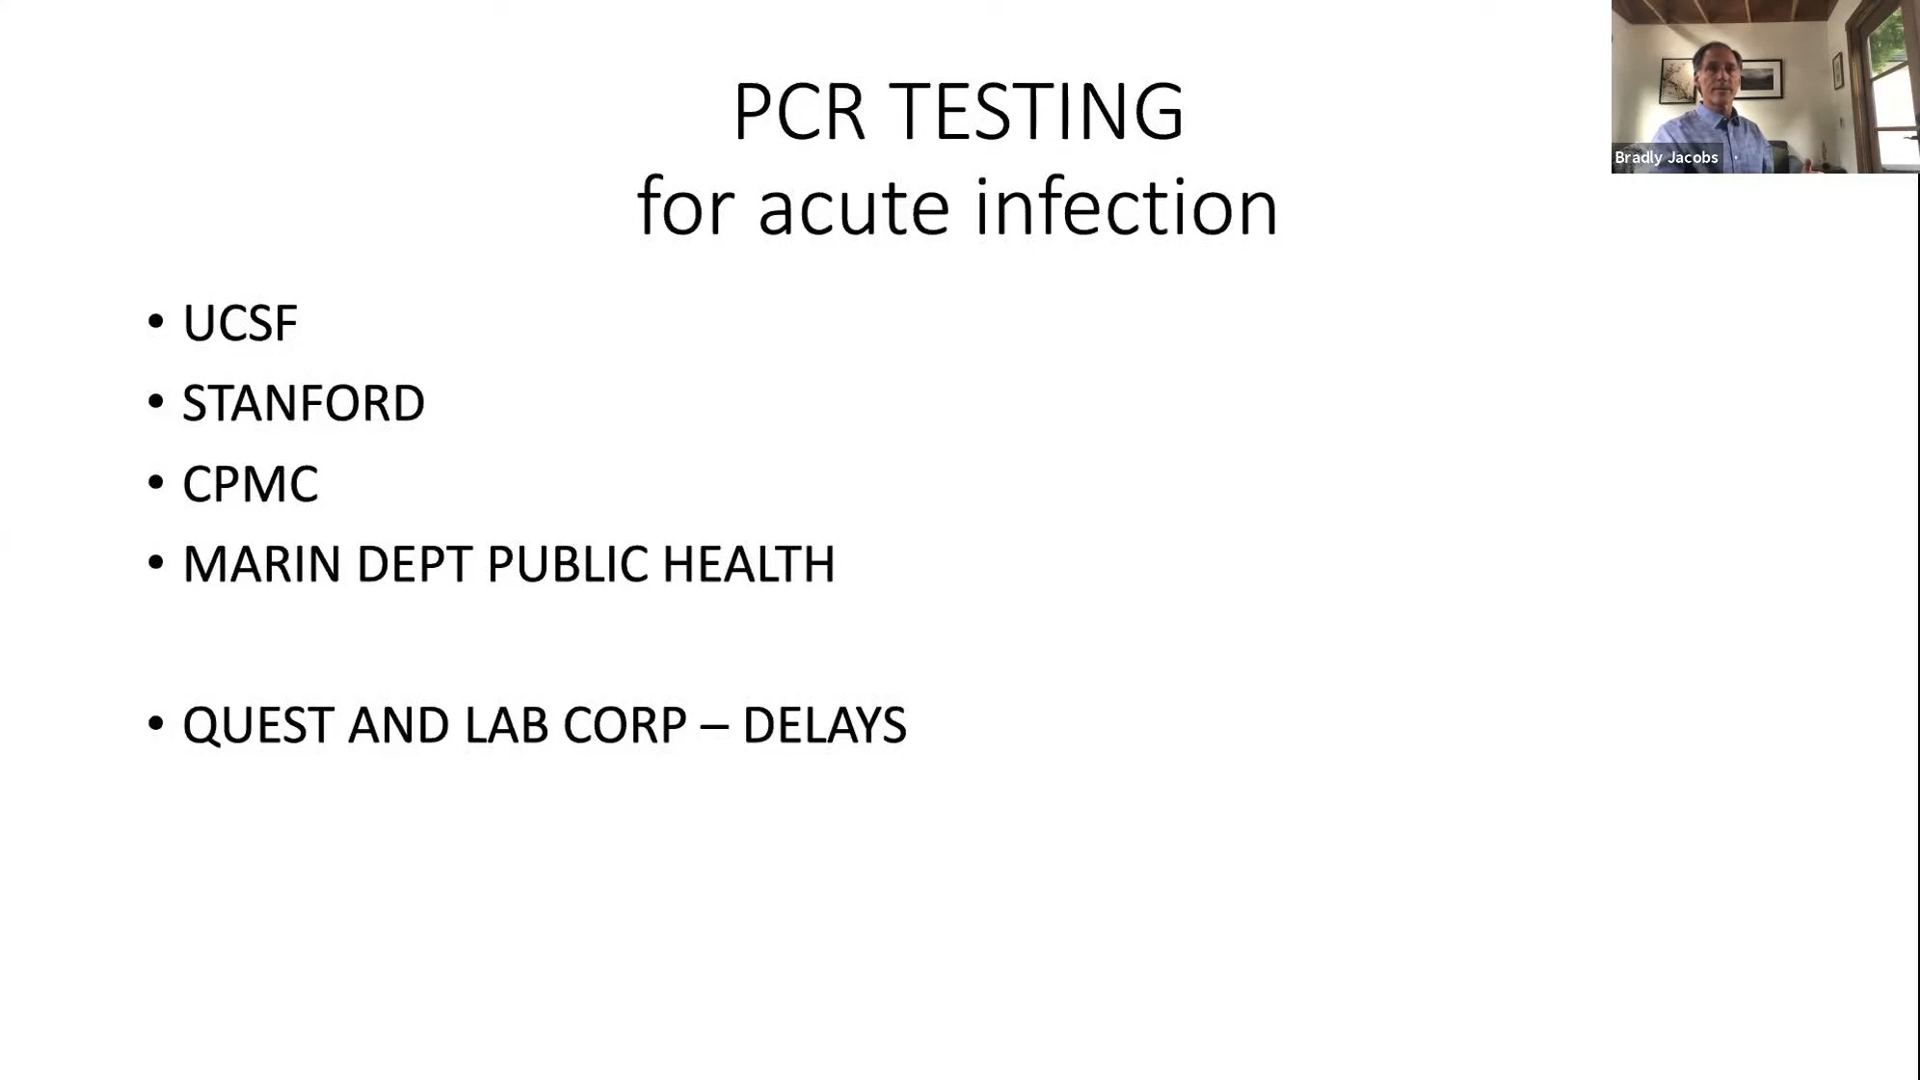 PCR TESTING
for acute infection
Bradly Jacobs
• UCSF
• STANFORD
• CPMC
• MARIN DEPT PUBLIC HEALTH
• QUEST AND LAB CORP – DELAYS